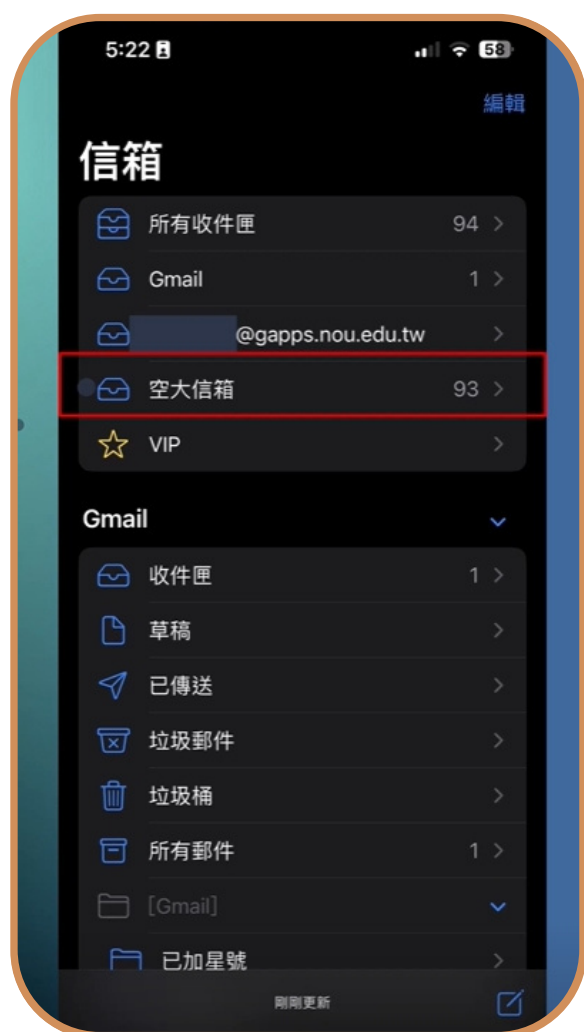 5:22 58
編輯
信箱
所有收件匣 94
Gmail 1
@gapps.nou.edu.tw
空大信箱 93
VIP
Gmail
收件匣 1
草稿
已傳送
垃圾郵件
垃圾桶
所有郵件 1
[Gmail]
已加星號
剛剛更新